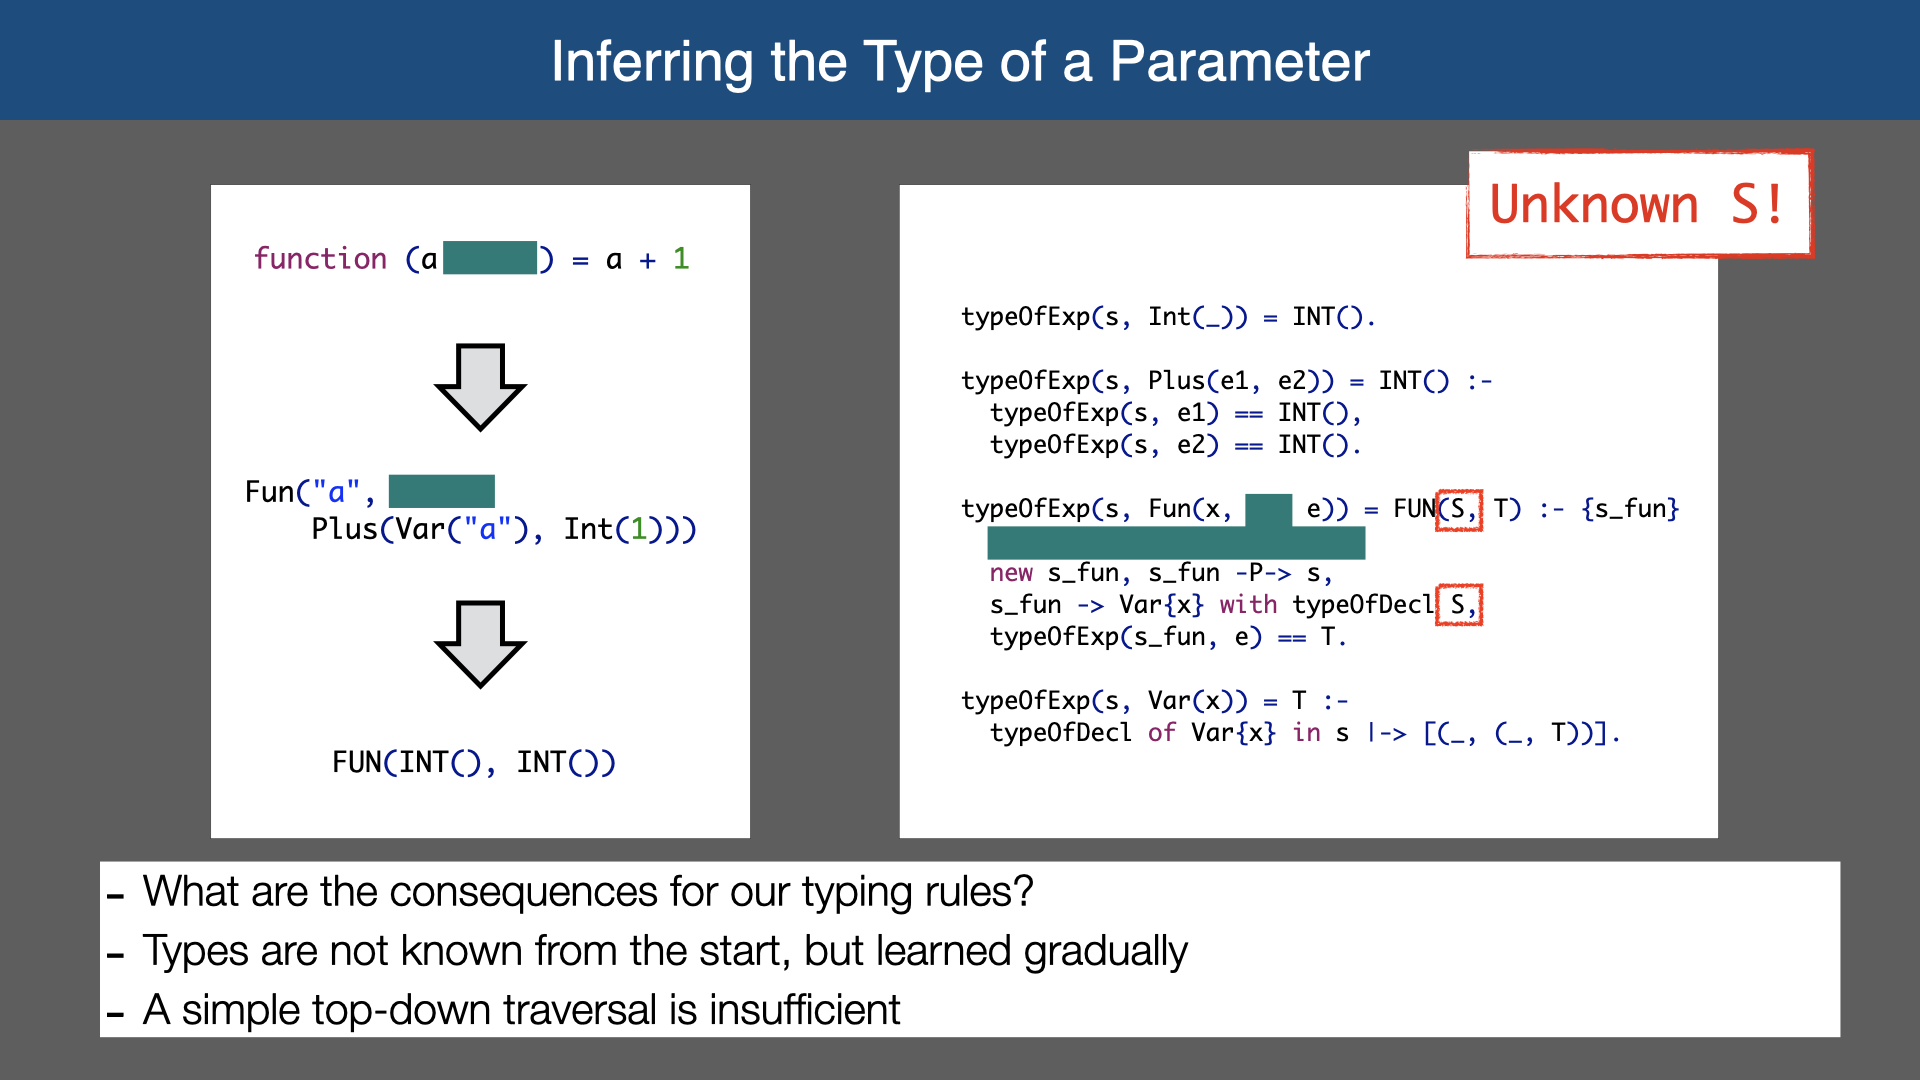 Inferring the Type of a Parameter
Unknown S!
function (a ) = a + 1
Fun("a",
Plus(Var("a"), Int(1)))
FUN(INT(), INT())
typeOfExp(s, Int(_)) = INT().
typeOfExp(s, Plus(e1, e2)) = INT() :-
typeOfExp(s, e1) == INT(),
typeOfExp(s, e2) == INT().
typeOfExp(s, Fun(x, e)) = FUN(S, T) :- {s_fun}
new s_fun, s_fun -P-> s,
s_fun -> Var{x} with typeOfDecl S,
typeOfExp(s_fun, e) == T.
typeOfExp(s, Var(x)) = T :-
typeOfDecl of Var{x} in s |-> [(_, (_, T))].
- What are the consequences for our typing rules?
- Types are not known from the start, but learned gradually
- A simple top-down traversal is insufficient